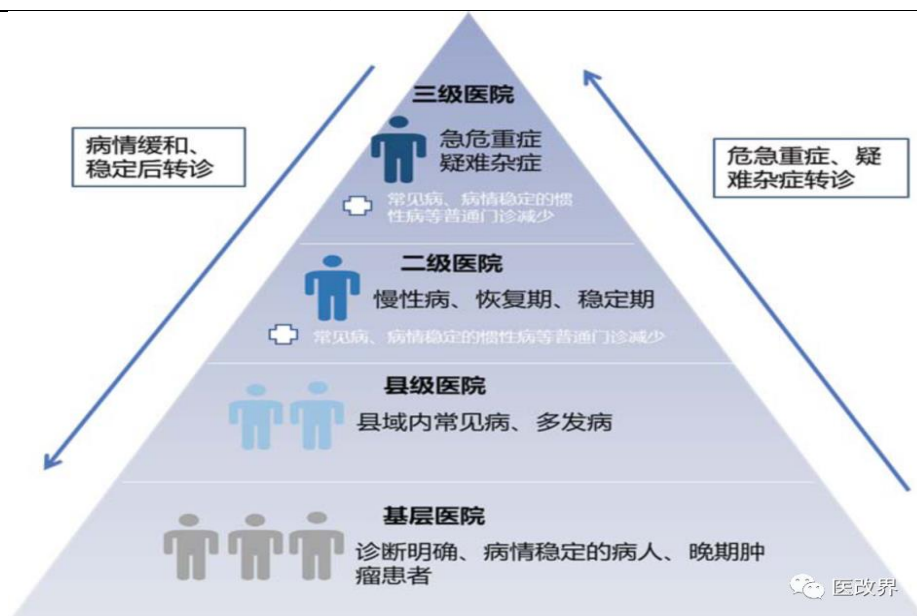 三级医院
急危重症
疑难杂症
病情缓和、
稳定后转诊
危急重症、疑
难杂症转诊
常见病、病情稳定的惯
性病等普通门诊减少
二级医院
慢性病、恢复期、稳定期
常见病、病情稳定的惯性病等普通门诊减少
县级医院
县域内常见病、多发病
基层医院
诊断明确、病情稳定的病人、晚期肿
瘤患者
医改界